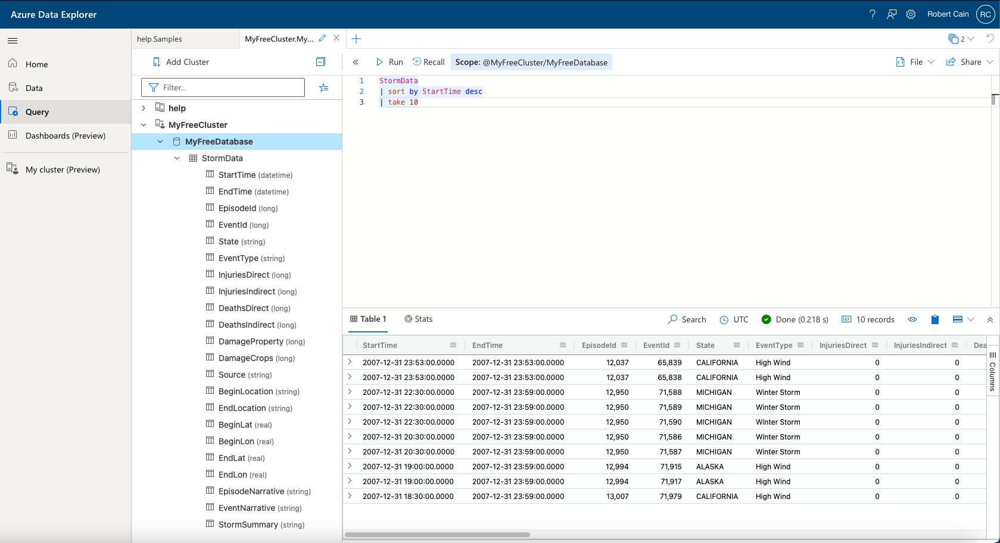 Azure Data Explorer
? Robert Cain RC
help.Samples MyFreeCluster.My... 2
Home
Data
Query
Dashboards (Preview)
My cluster (Preview)
Add Cluster
Filter...
help
MyFreeCluster
MyFreeDatabase
StormData
StartTime (datetime)
EndTime (datetime)
EpisodeId (long)
EventId (long)
State (string)
EventType (string)
InjuriesDirect (long)
InjuriesIndirect (long)
DeathsDirect (long)
DeathsIndirect (long)
DamageProperty (long)
DamageCrops (long)
Source (string)
BeginLocation (string)
EndLocation (string)
BeginLat (real)
BeginLon (real)
EndLat (real)
EndLon (real)
EpisodeNarrative (string)
EventNarrative (string)
StormSummary (string)
Run Recall Scope: @MyFreeCluster/MyFreeDatabase File Share
1 StormData
2 | sort by StartTime desc
3 | take 10
Table 1 Stats Search UTC Done (0.218 s) 123 10 records
StartTime EndTime EpisodeId EventId State EventType InjuriesDirect InjuriesIndirect Dea
2007-12-31 23:53:00.0000 2007-12-31 23:53:00.0000 12,037 65,839 CALIFORNIA High Wind 0 0
2007-12-31 23:53:00.0000 2007-12-31 23:53:00.0000 12,037 65,838 CALIFORNIA High Wind 0 0
2007-12-31 22:30:00.0000 2007-12-31 23:59:00.0000 12,950 71,588 MICHIGAN Winter Storm 0 0
2007-12-31 22:30:00.0000 2007-12-31 23:59:00.0000 12,950 71,589 MICHIGAN Winter Storm 0 0
2007-12-31 22:30:00.0000 2007-12-31 23:59:00.0000 12,950 71,590 MICHIGAN Winter Storm 0 0
2007-12-31 20:30:00.0000 2007-12-31 23:59:00.0000 12,950 71,586 MICHIGAN Winter Storm 0 0
2007-12-31 20:30:00.0000 2007-12-31 23:59:00.0000 12,950 71,587 MICHIGAN Winter Storm 0 0
2007-12-31 19:00:00.0000 2007-12-31 23:59:00.0000 12,994 71,915 ALASKA High Wind 0 0
2007-12-31 19:00:00.0000 2007-12-31 23:59:00.0000 12,994 71,917 ALASKA High Wind 0 0
2007-12-31 18:30:00.0000 2007-12-31 23:59:00.0000 13,007 71,979 CALIFORNIA High Wind 0 0
Columns